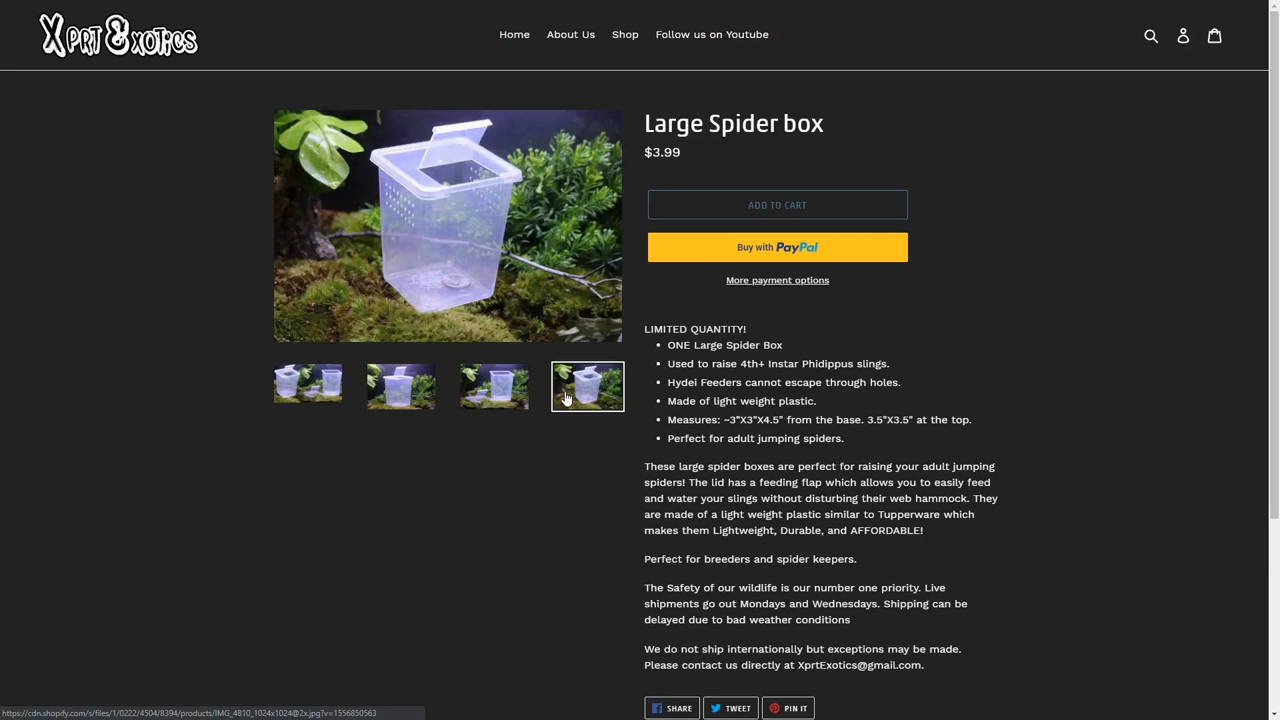 Xprt Exotics
Home
About Us
Shop
Follow us on Youtube
Large Spider box
$3.99
ADD TO CART
Buy with PayPal
More payment options
LIMITED QUANTITY!
• ONE Large Spider Box
• Used to raise 4th+ Instar Phidippus slings.
• Hydei Feeders cannot escape through holes.
• Made of light weight plastic.
• Measures: ~3"X3"X4.5" from the base. 3.5"X3.5" at the top.
• Perfect for adult jumping spiders.
These large spider boxes are perfect for raising your adult jumping
spiders! The lid has a feeding flap which allows you to easily feed
and water your slings without disturbing their web hammock. They
are made of a light weight plastic similar to Tupperware which
makes them Lightweight, Durable, and AFFORDABLE!
Perfect for breeders and spider keepers.
The Safety of our wildlife is our number one priority. Live
shipments go out Mondays and Wednesdays. Shipping can be
delayed due to bad weather conditions
We do not ship internationally but exceptions may be made.
Please contact us directly at XprtExotics@gmail.com.
SHARE
TWEET
PIN IT
https://cdn.shopify.com/s/files/1/0222/4504/8394/products/IMG_4810_1024x1024@2x.jpg?v=1556850563